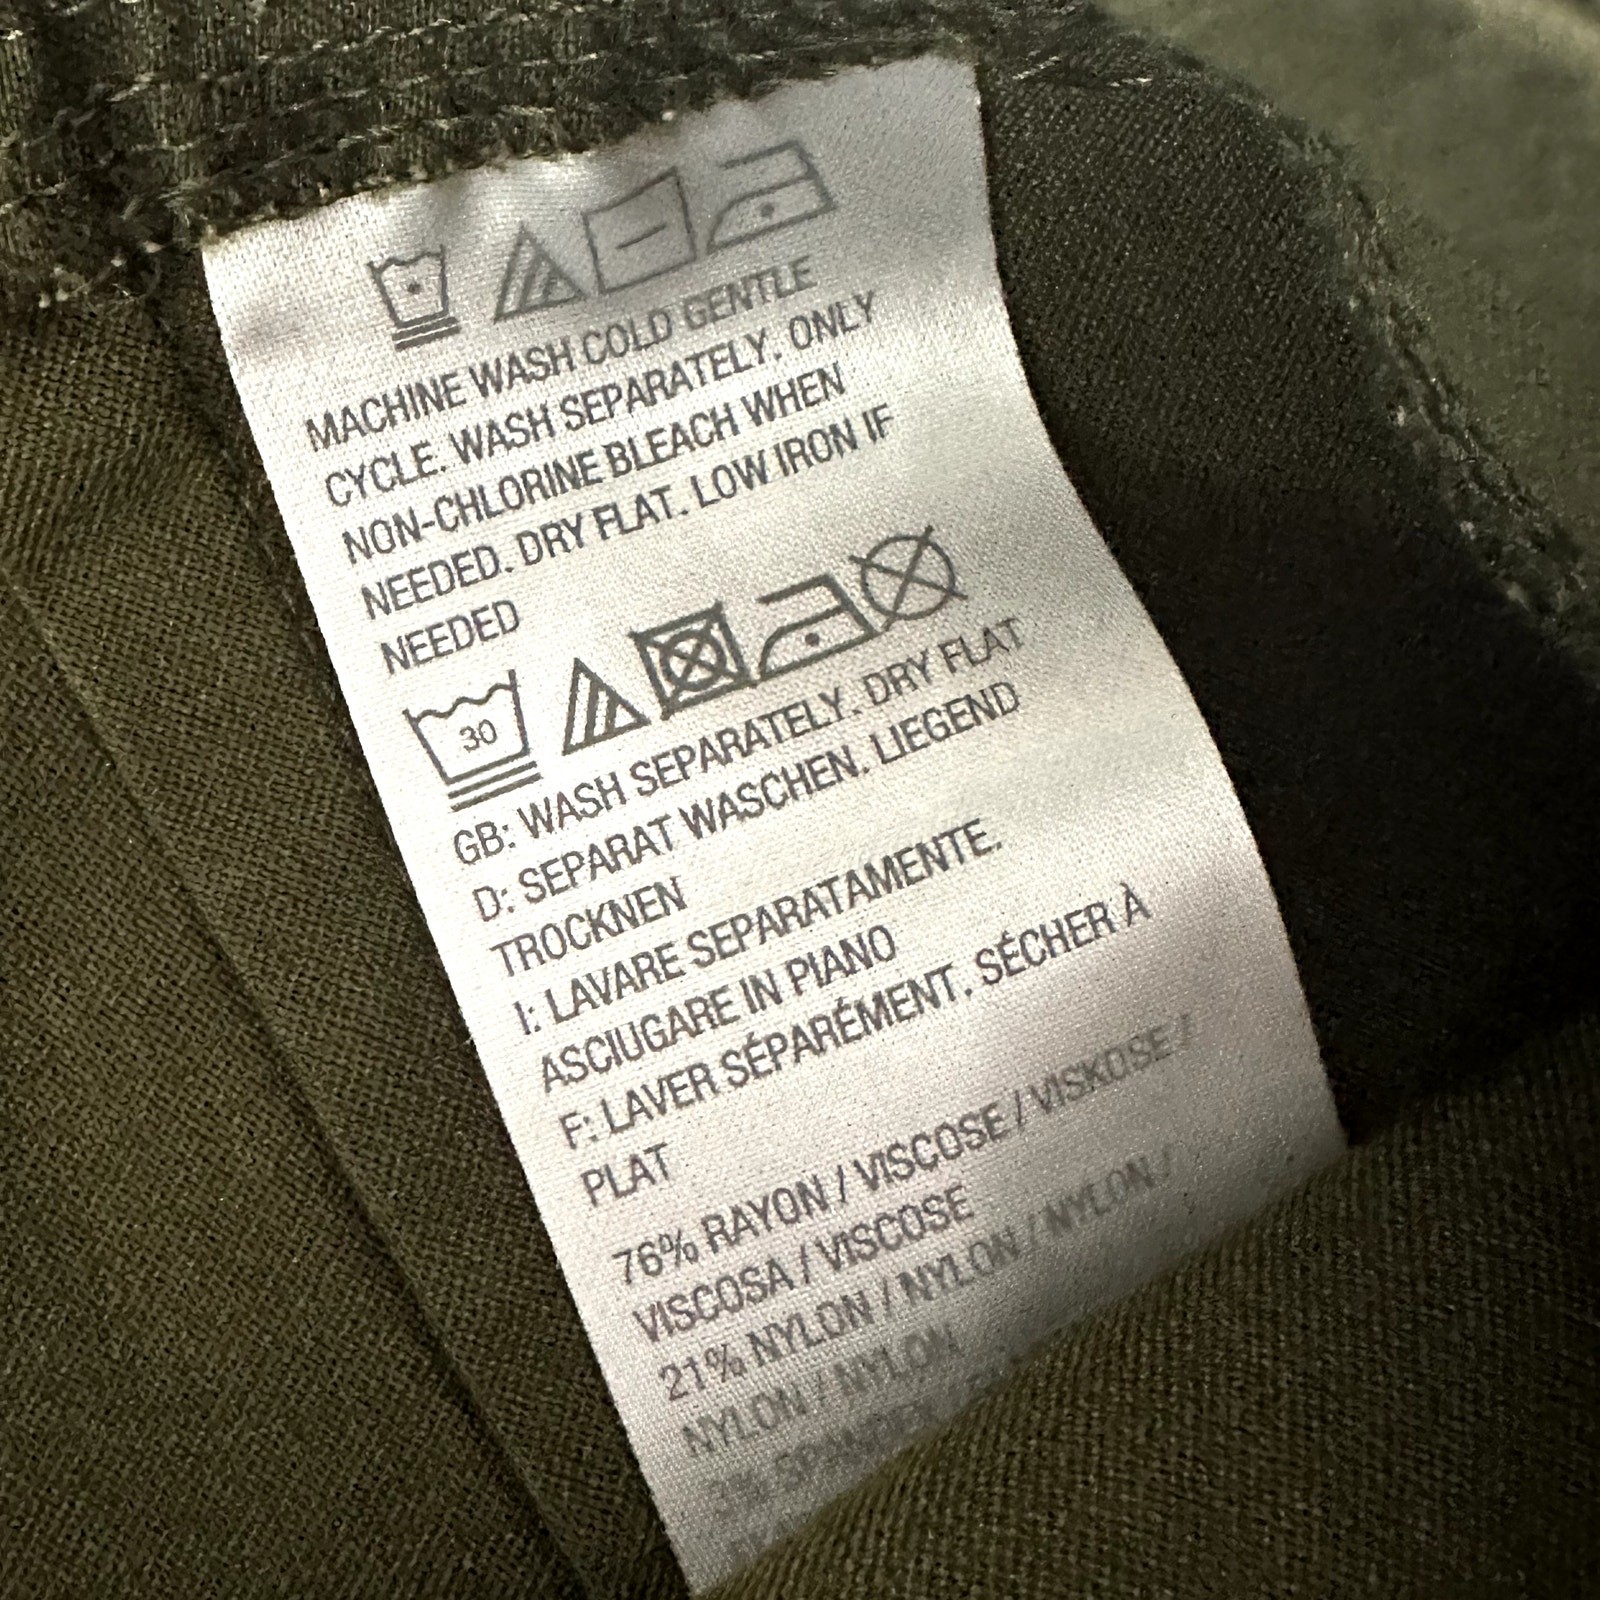 MACHINE WASH COLD GENTLE
CYCLE. WASH SEPARATELY. ONLY
NON-CHLORINE BLEACH WHEN
NEEDED. DRY FLAT. LOW IRON IF
NEEDED
30
GB: WASH SEPARATELY. DRY FLAT
D: SEPARAT WASCHEN. LIEGEND
TROCKNEN
I: LAVARE SEPARATAMENTE.
ASCIUGARE IN PIANO
F: LAVER SÉPARÉMENT. SÉCHER À
PLAT
76% RAYON / VISCOSE / VISKOSE /
VISCOSA / VISCOSE
21% NYLON / NYLON / NYLON /
NYLON / NYLON
3% SPANDEX